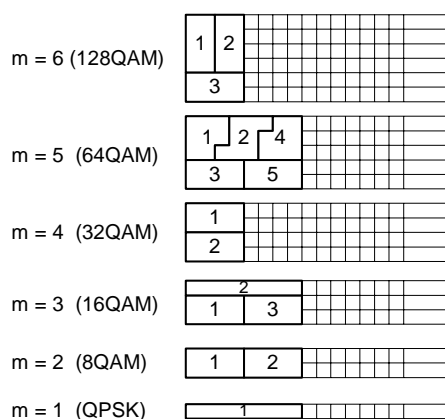 1 2
m = 6 (128QAM)
3
1 2 4
m = 5 (64QAM)
3 5
1
m = 4 (32QAM)
2
2
m = 3 (16QAM)
1 3
m = 2 (8QAM) 1 2
m = 1 (QPSK) 1